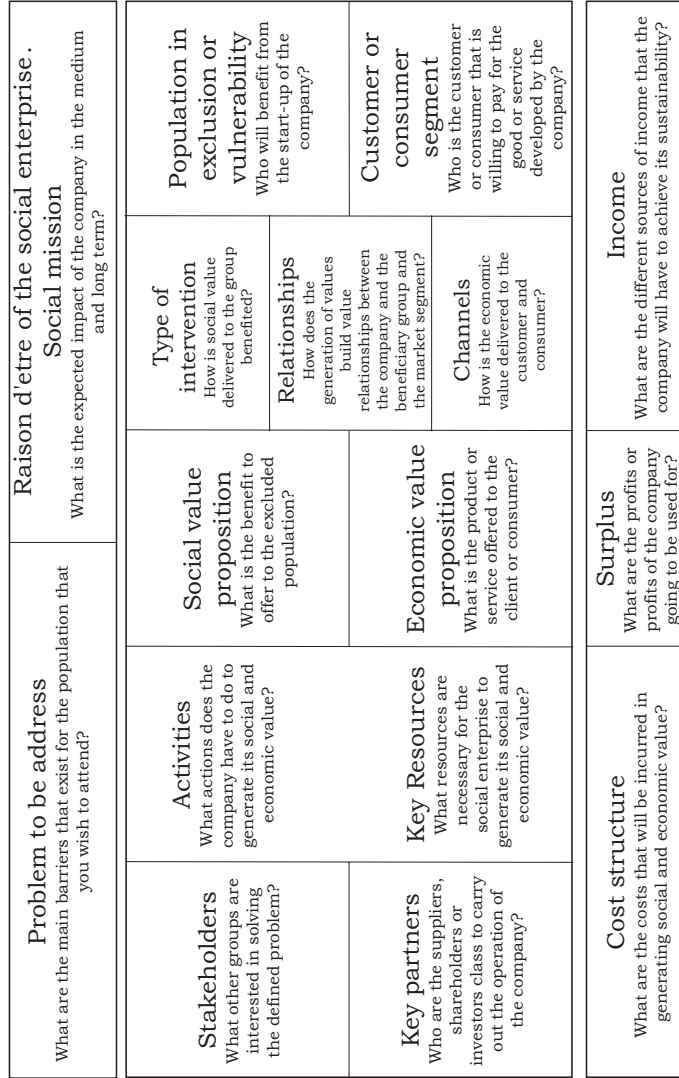 Problem to be address
What are the main barriers that exist for the population that
you wish to attend?
Raison d'etre of the social enterprise.
Social mission
What is the expected impact of the company in the medium
and long term?
Stakeholders
What other groups are
interested in solving
the defined problem?
Key partners
Who are the suppliers,
shareholders or
investors class to carry
out the operation of
the company?
Activities
What actions does the
company have to do to
generate its social and
economic value?
Key Resources
What resources are
necessary for the
social enterprise to
generate its social and
economic value?
Social value
proposition
What is the benefit to
offer to the excluded
population?
Economic value
proposition
What is the product or
service offered to the
client or consumer?
Type of
intervention
How is social value
delivered to the group
benefited?
Relationships
How does the
generation of values
build value
relationships between
the company and the
beneficiary group and
the market segment?
Channels
How is the economic
value delivered to the
customer and
consumer?
Population in
exclusion or
vulnerability
Who will benefit from
the start-up of the
company?
Customer or
consumer
segment
Who is the customer
or consumer that is
willing to pay for the
good or service
developed by the
company?
Cost structure
What are the costs that will be incurred in
generating social and economic value?
Surplus
What are the profits or
profits of the company
going to be used for?
Income
What are the different sources of income that the
company will have to achieve its sustainability?